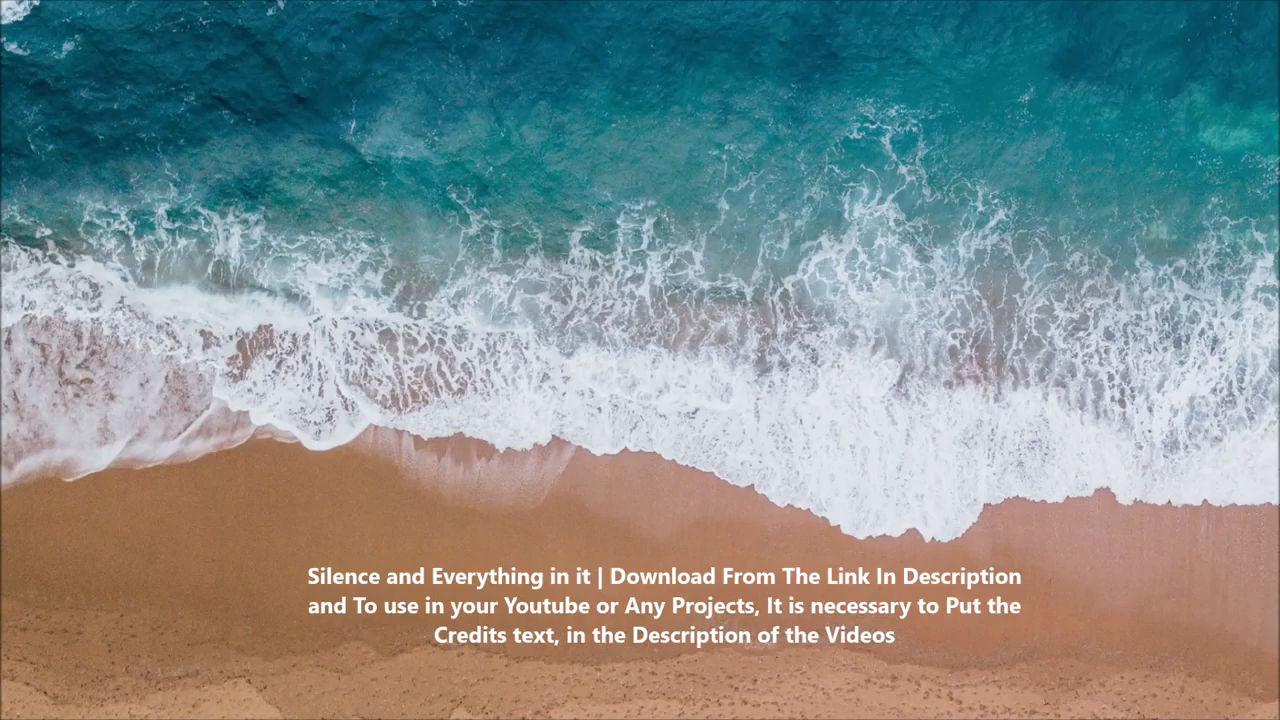 Silence and Everything in it | Download From The Link In Description
and To use in your Youtube or Any Projects, It is necessary to Put the
Credits text, in the Description of the Videos